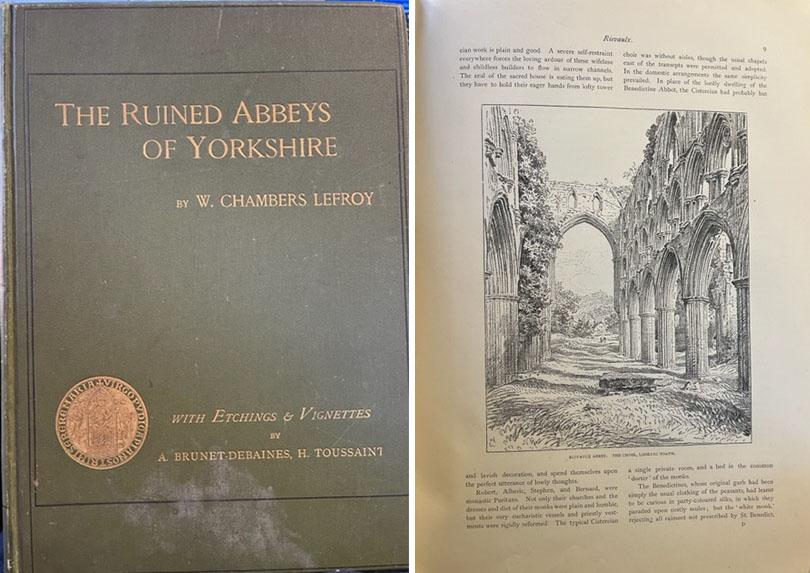 THE RUINED ABBEYS
OF YORKSHIRE
BY W. CHAMBERS LEFROY
WITH ETCHINGS & VIGNETTES
BY
A. BRUNET-DEBAINES, H. TOUSSAINT
Rievaulx.
9
cian work is plain and good. A severe self-restraint
everywhere forces the loving ardour of these wifeless
and childless builders to flow in narrow channels.
The zeal of the sacred house is eating them up, but
they have to hold their eager hands from lofty tower
choir was without aisles, though the usual chapels
east of the transepts were permitted and adopted.
In the domestic arrangements the same simplicity
prevailed. In place of the lordly dwelling of the
Benedictine Abbot, the Cistercian had probably but
RIEVAULX ABBEY. THE CHOIR, LOOKING SOUTH.
and lavish decoration, and spend themselves upon
the perfect utterance of lowly thoughts.
Robert, Alberic, Stephen, and Bernard, were
monastic Puritans. Not only their churches and the
dresses and diet of their monks were plain and humble,
but their very eucharistic vessels and priestly vest-
ments were rigidly reformed. The typical Cistercian
a single private room, and a bed in the common
'dorter' of the monks.
The Benedictines, whose original garb had been
simply the usual clothing of the peasants, had learnt
to be curious in party-coloured silks, in which they
paraded upon costly mules; but the 'white monk,'
rejecting all raiment not prescribed by St. Benedict,
D